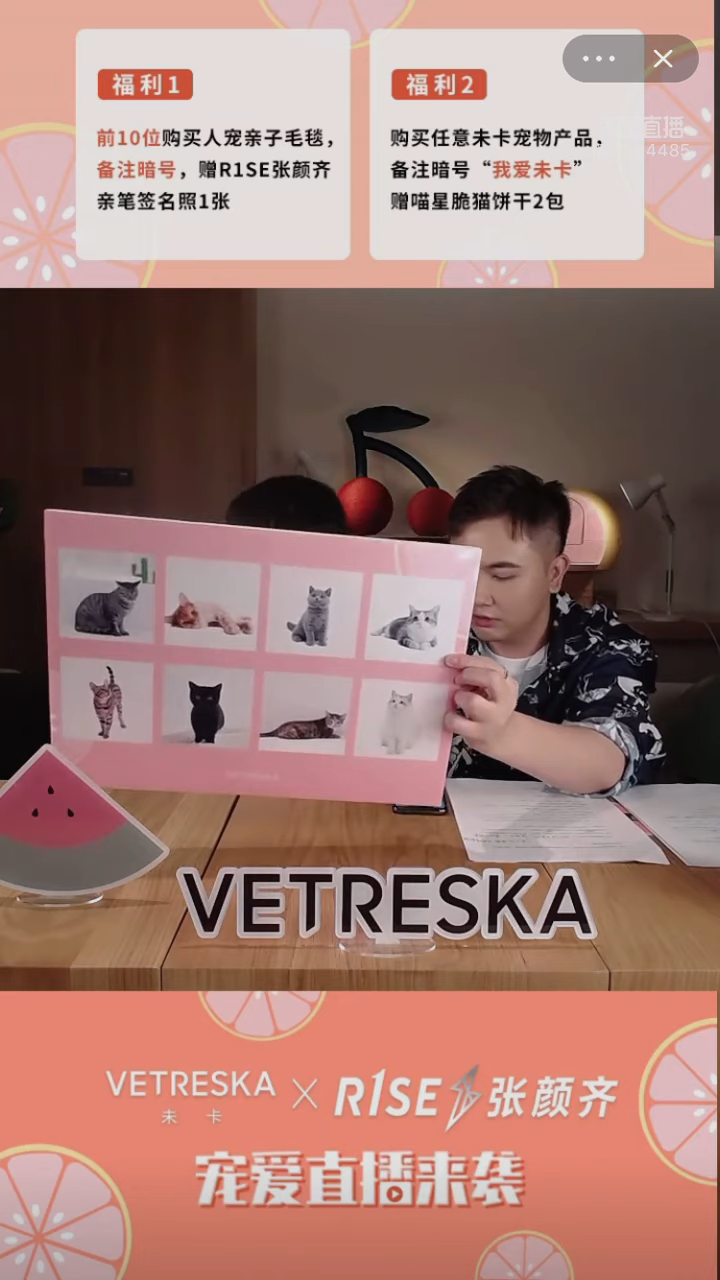 福利1
前10位购买人宠亲子毛毯，
备注暗号，赠R1SE张颜齐
亲笔签名照1张
福利2
购买任意未卡宠物产品，
备注暗号“我爱未卡”
赠喵星脆猫饼干2包
直播
4485
VETRESKA
VETRESKA × R1SE 张颜齐
未卡
宠爱直播来袭